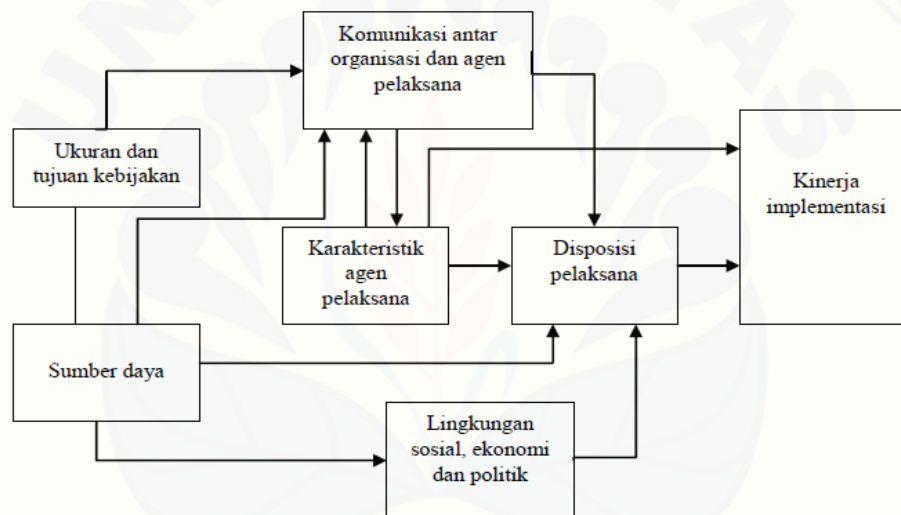 Komunikasi antar
organisasi dan agen
pelaksana
Ukuran dan
tujuan kebijakan
Kinerja
implementasi
Karakteristik
agen
pelaksana
Disposisi
pelaksana
Sumber daya
Lingkungan
sosial, ekonomi
dan politik